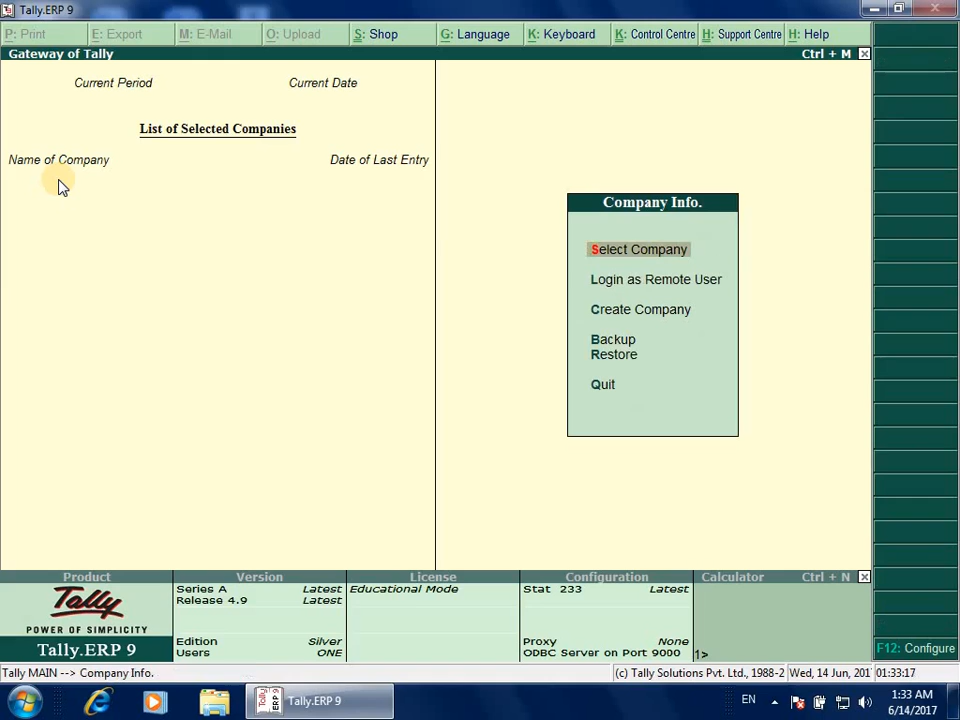 Tally.ERP 9
P: Print
E: Export
M: E-Mail
O: Upload
S: Shop
G: Language
K: Keyboard
K: Control Centre
H: Support Centre
H: Help
Gateway of Tally
Ctrl + M
Current Period
Current Date
List of Selected Companies
Name of Company
Date of Last Entry
Company Info.
Select Company
Login as Remote User
Create Company
Backup
Restore
Quit
Product
Tally
POWER OF SIMPLICITY
Tally.ERP 9
Version
Series A Latest
Release 4.9 Latest
Edition Silver
Users ONE
License
Educational Mode
Configuration
Stat 233 Latest
Proxy None
ODBC Server on Port 9000
Calculator
Ctrl + N
1>
F12: Configure
Tally MAIN --> Company Info.
(c) Tally Solutions Pvt. Ltd., 1988-2
Wed, 14 Jun, 201
01:33:17
Tally.ERP 9
EN
1:33 AM
6/14/2017